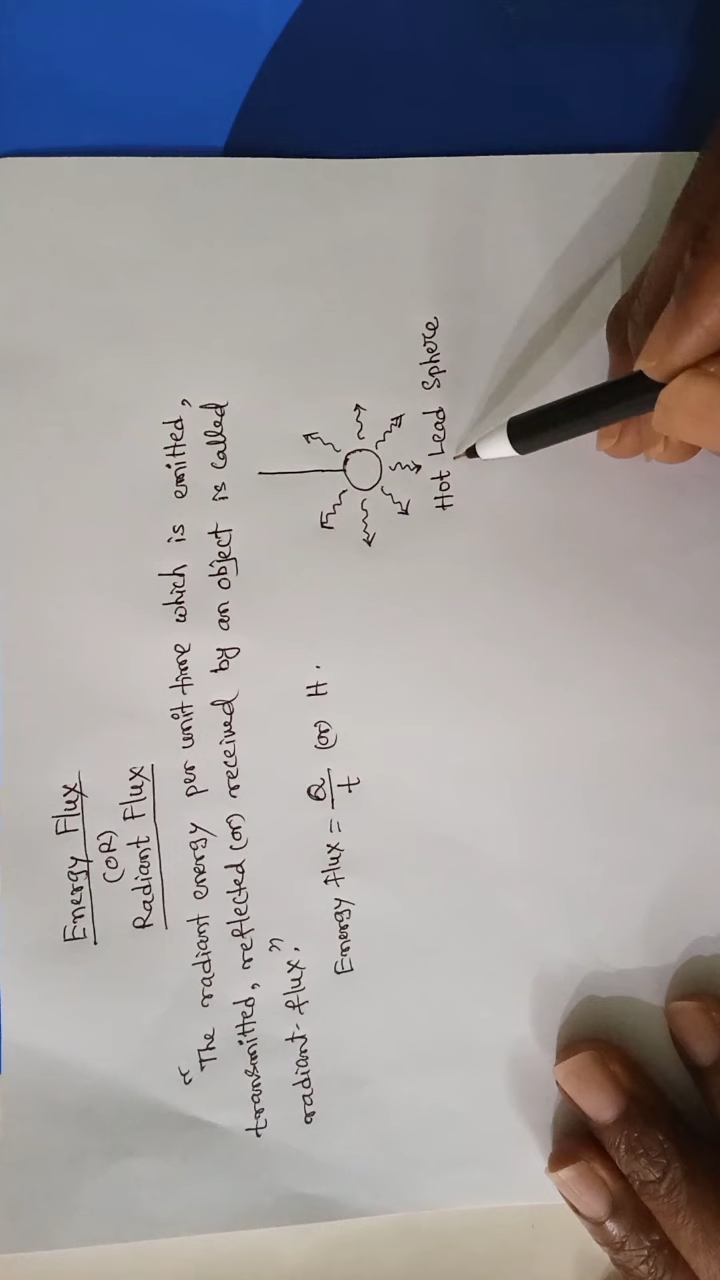 Energy Flux
(OR)
Radiant Flux
"The radiant energy per unit time which is emitted,
transmitted, reflected (or) received by an object is called
radiant flux."
Energy flux = Q/t (or) H.
Hot Lead Sphere